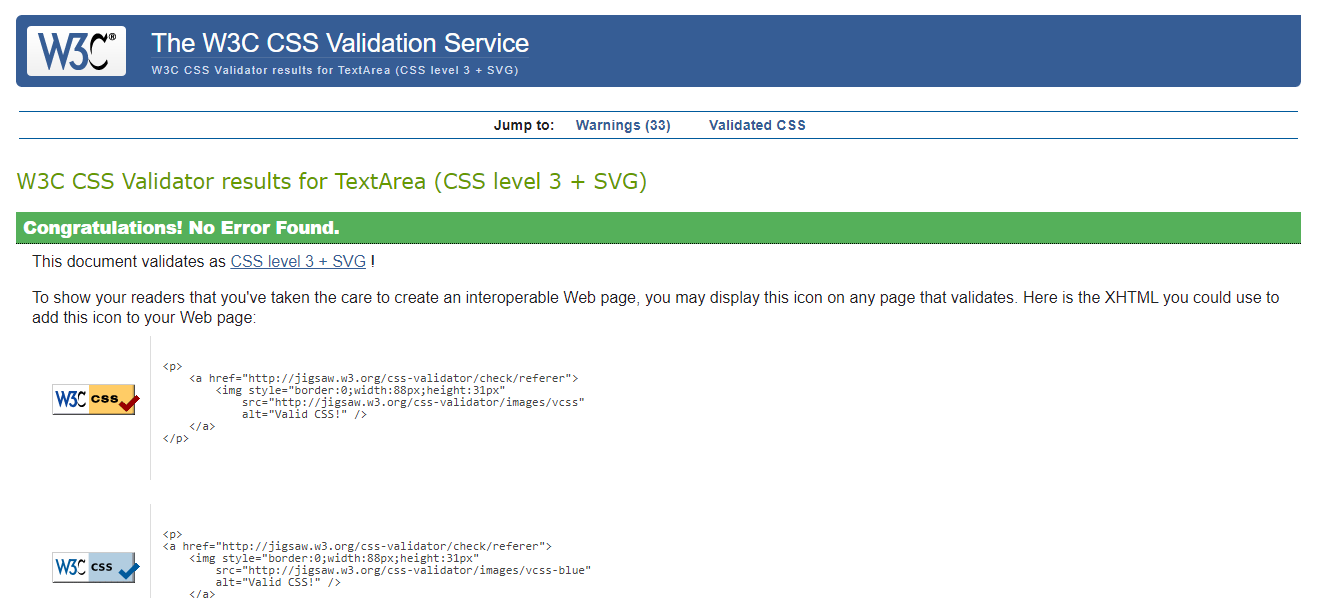 W3C® The W3C CSS Validation Service
W3C CSS Validator results for TextArea (CSS level 3 + SVG)
Jump to: Warnings (33) Validated CSS
W3C CSS Validator results for TextArea (CSS level 3 + SVG)
Congratulations! No Error Found.
This document validates as CSS level 3 + SVG !
To show your readers that you've taken the care to create an interoperable Web page, you may display this icon on any page that validates. Here is the XHTML you could use to
add this icon to your Web page:
W3C css
<p>
<a href="http://jigsaw.w3.org/css-validator/check/referer">
<img style="border:0;width:88px;height:31px"
src="http://jigsaw.w3.org/css-validator/images/vcss"
alt="Valid CSS!" />
</a>
</p>
W3C css
<p>
<a href="http://jigsaw.w3.org/css-validator/check/referer">
<img style="border:0;width:88px;height:31px"
src="http://jigsaw.w3.org/css-validator/images/vcss-blue"
alt="Valid CSS!" />
</a>